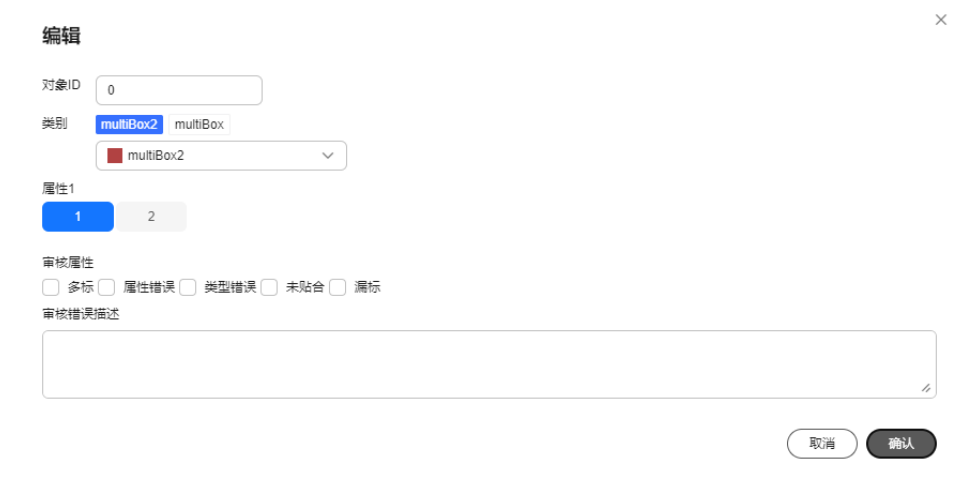 编辑
对象ID 0
类别 multiBox2 multiBox
multiBox2
属性1
1 2
审核属性
多标 属性错误 类型错误 未贴合 漏标
审核错误描述
取消 确认